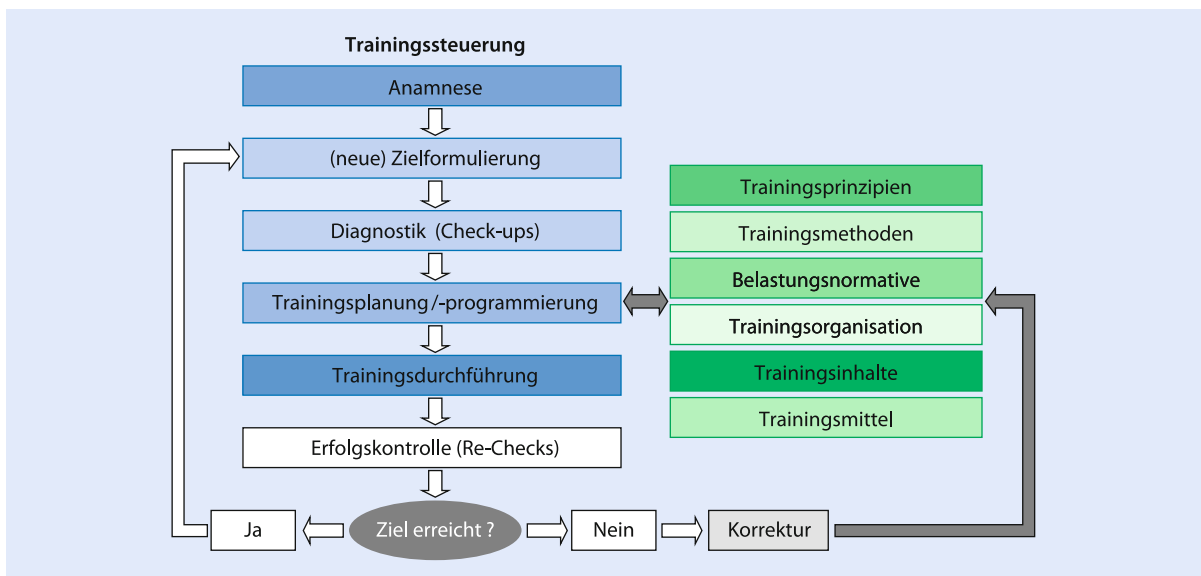 Trainingssteuerung
Anamnese
(neue) Zielformulierung
Diagnostik (Check-ups)
Trainingsplanung/-programmierung
Trainingsdurchführung
Erfolgskontrolle (Re-Checks)
Trainingsprinzipien
Trainingsmethoden
Belastungsnormative
Trainingsorganisation
Trainingsinhalte
Trainingsmittel
Ja
Ziel erreicht ?
Nein
Korrektur